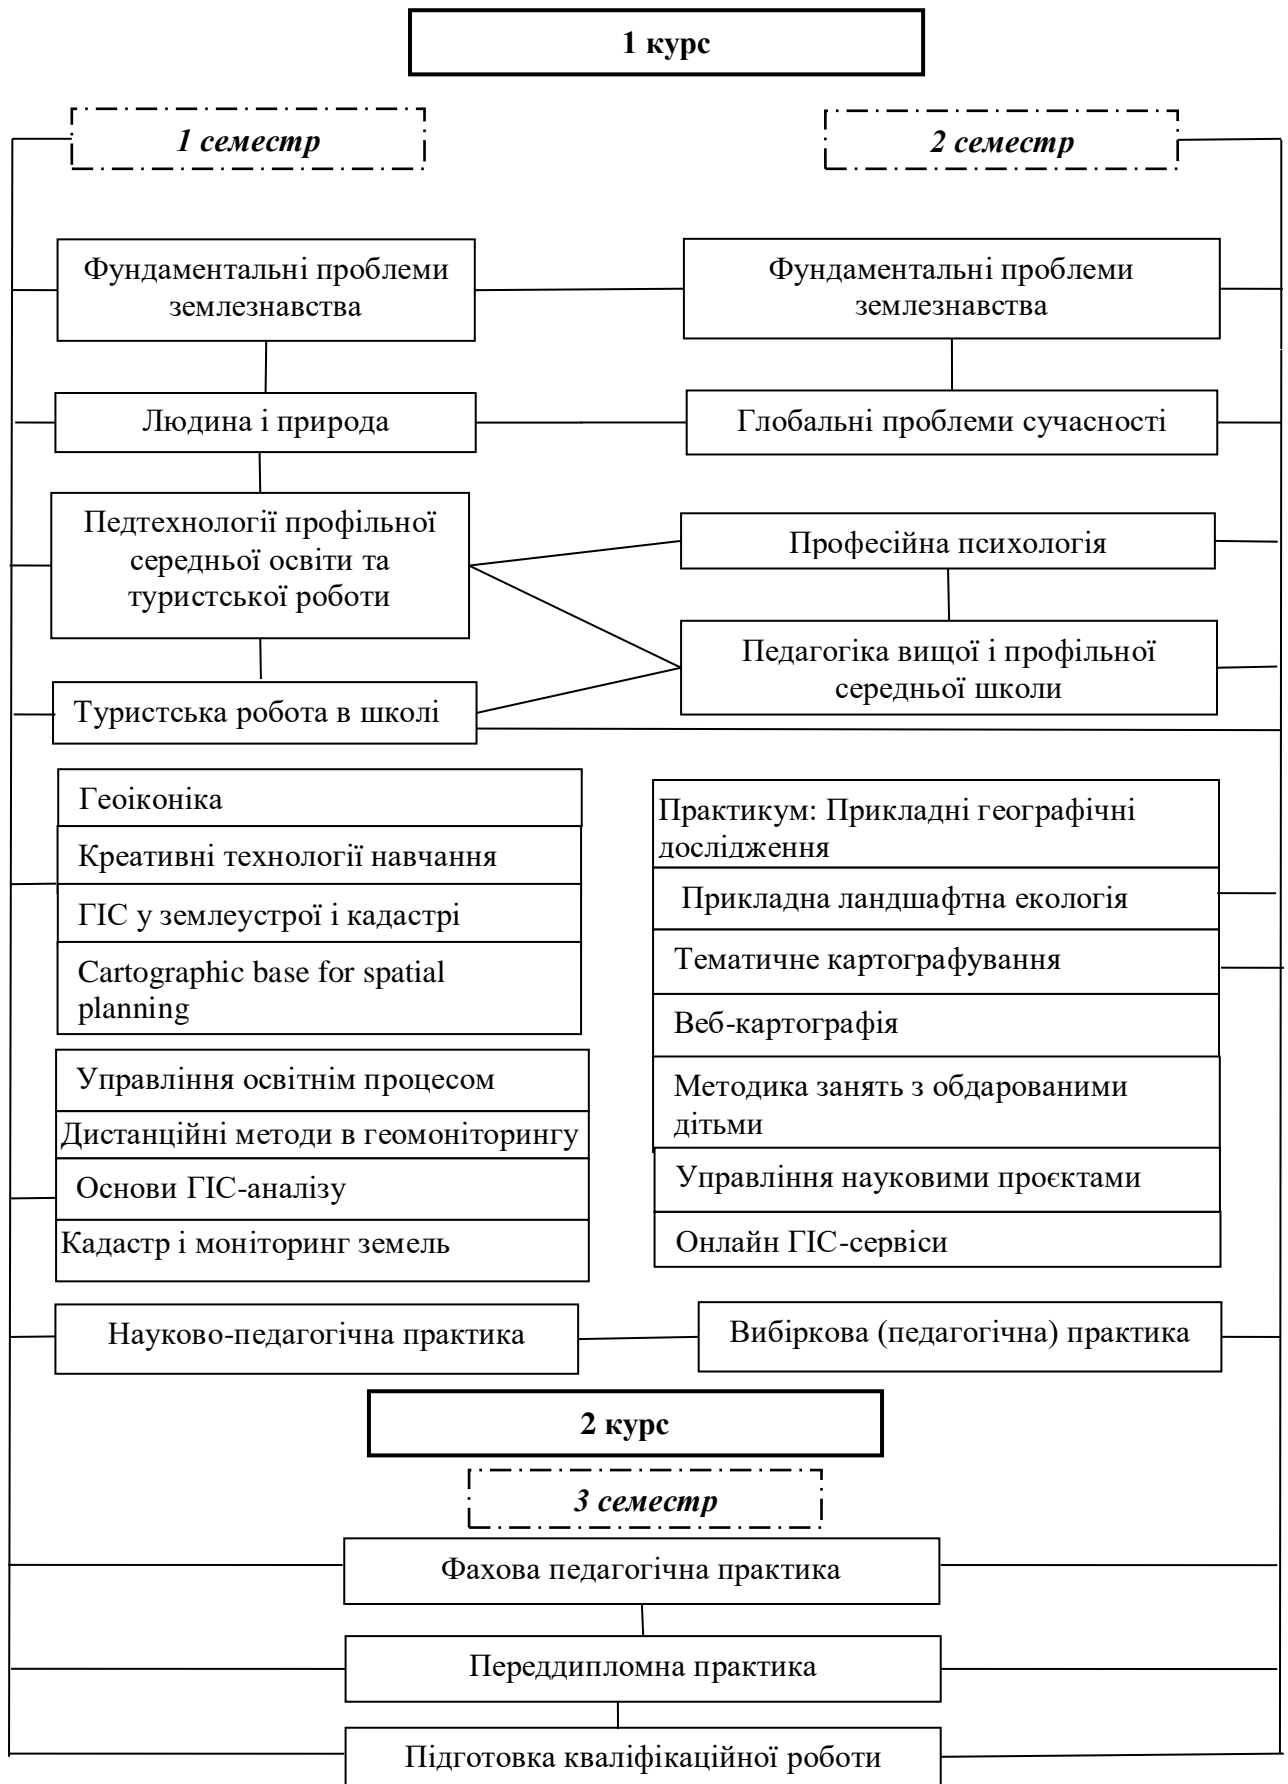 1 курс
1 семестр
2 семестр
Фундаментальні проблеми
землезнавства
Фундаментальні проблеми
землезнавства
Людина і природа
Глобальні проблеми сучасності
Педтехнології профільної
середньої освіти та
туристської роботи
Професійна психологія
Педагогіка вищої і профільної
середньої школи
Туристська робота в школі
Геоіконіка
Креативні технології навчання
ГІС у землеустрої і кадастрі
Cartographic base for spatial
planning
Практикум: Прикладні географічні
дослідження
Прикладна ландшафтна екологія
Тематичне картографування
Веб-картографія
Методика занять з обдарованими
дітьми
Управління науковими проєктами
Онлайн ГІС-сервіси
Управління освітнім процесом
Дистанційні методи в геомоніторингу
Основи ГІС-аналізу
Кадастр і моніторинг земель
Науково-педагогічна практика
Вибіркова (педагогічна) практика
2 курс
3 семестр
Фахова педагогічна практика
Переддипломна практика
Підготовка кваліфікаційної роботи